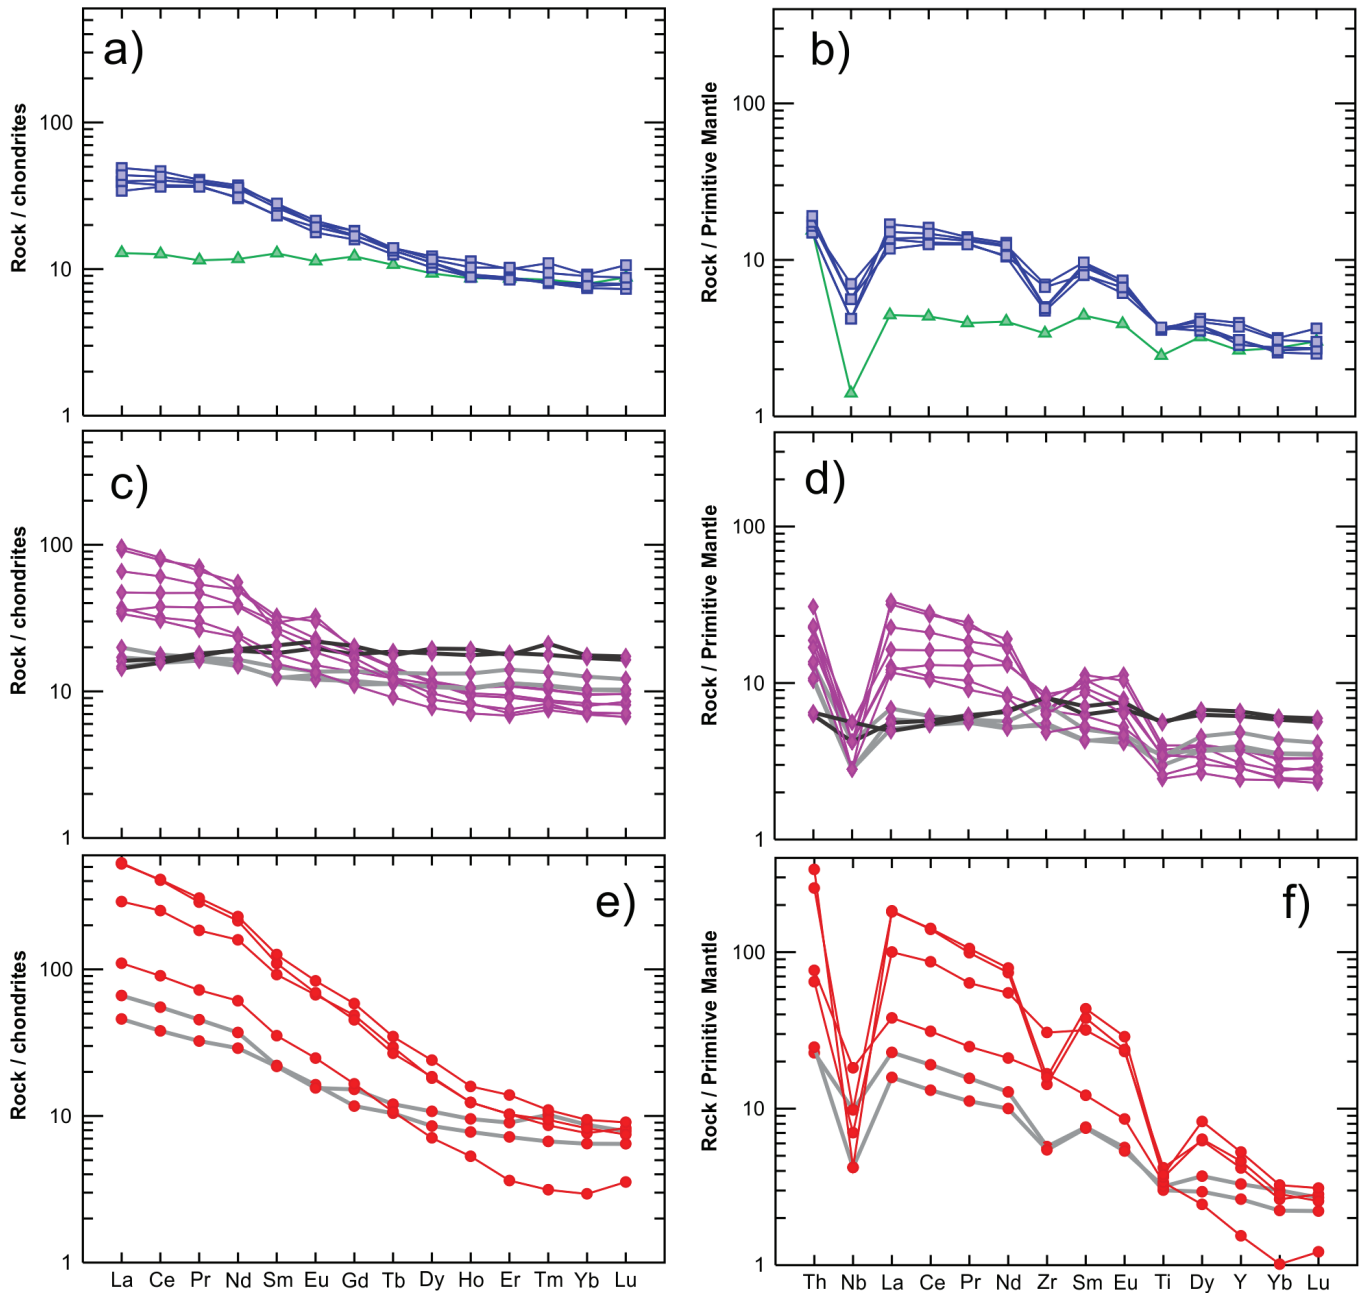 a)
Rock / chondrites
100
10
1
b)
Rock / Primitive Mantle
100
10
1
c)
Rock / chondrites
100
10
1
d)
Rock / Primitive Mantle
100
10
1
e)
Rock / chondrites
100
10
1
La Ce Pr Nd Sm Eu Gd Tb Dy Ho Er Tm Yb Lu
f)
Rock / Primitive Mantle
100
10
1
Th Nb La Ce Pr Nd Zr Sm Eu Ti Dy Y Yb Lu